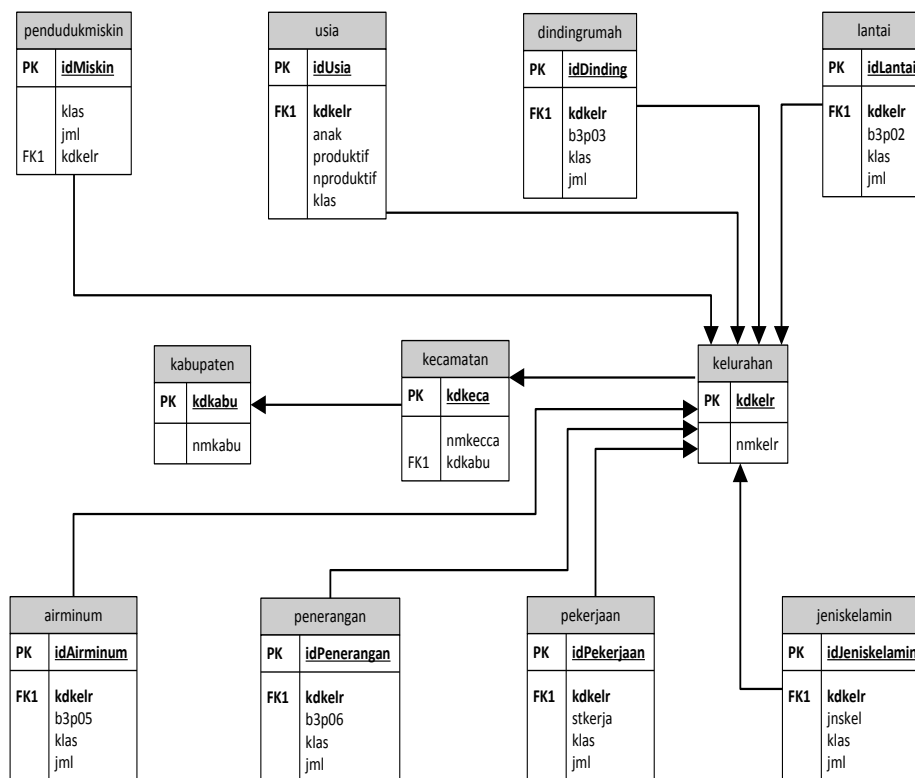 pendudukmiskin
PK idMiskin
klas
jml
FK1 kdkelr
usia
PK idUsia
FK1 kdkelr
anak
produktif
nproduktif
klas
dindingrumah
PK idDinding
FK1 kdkelr
b3p03
klas
jml
lantai
PK idLantai
FK1 kdkelr
b3p02
klas
jml
kabupaten
PK kdkabu
nmkabu
kecamatan
PK kdkeca
nmkecca
FK1 kdkabu
kelurahan
PK kdkelr
nmkelr
airminum
PK idAirminum
FK1 kdkelr
b3p05
klas
jml
penerangan
PK idPenerangan
FK1 kdkelr
b3p06
klas
jml
pekerjaan
PK idPekerjaan
FK1 kdkelr
stkerja
klas
jml
jeniskelamin
PK idJeniskelamin
FK1 kdkelr
jnskel
klas
jml